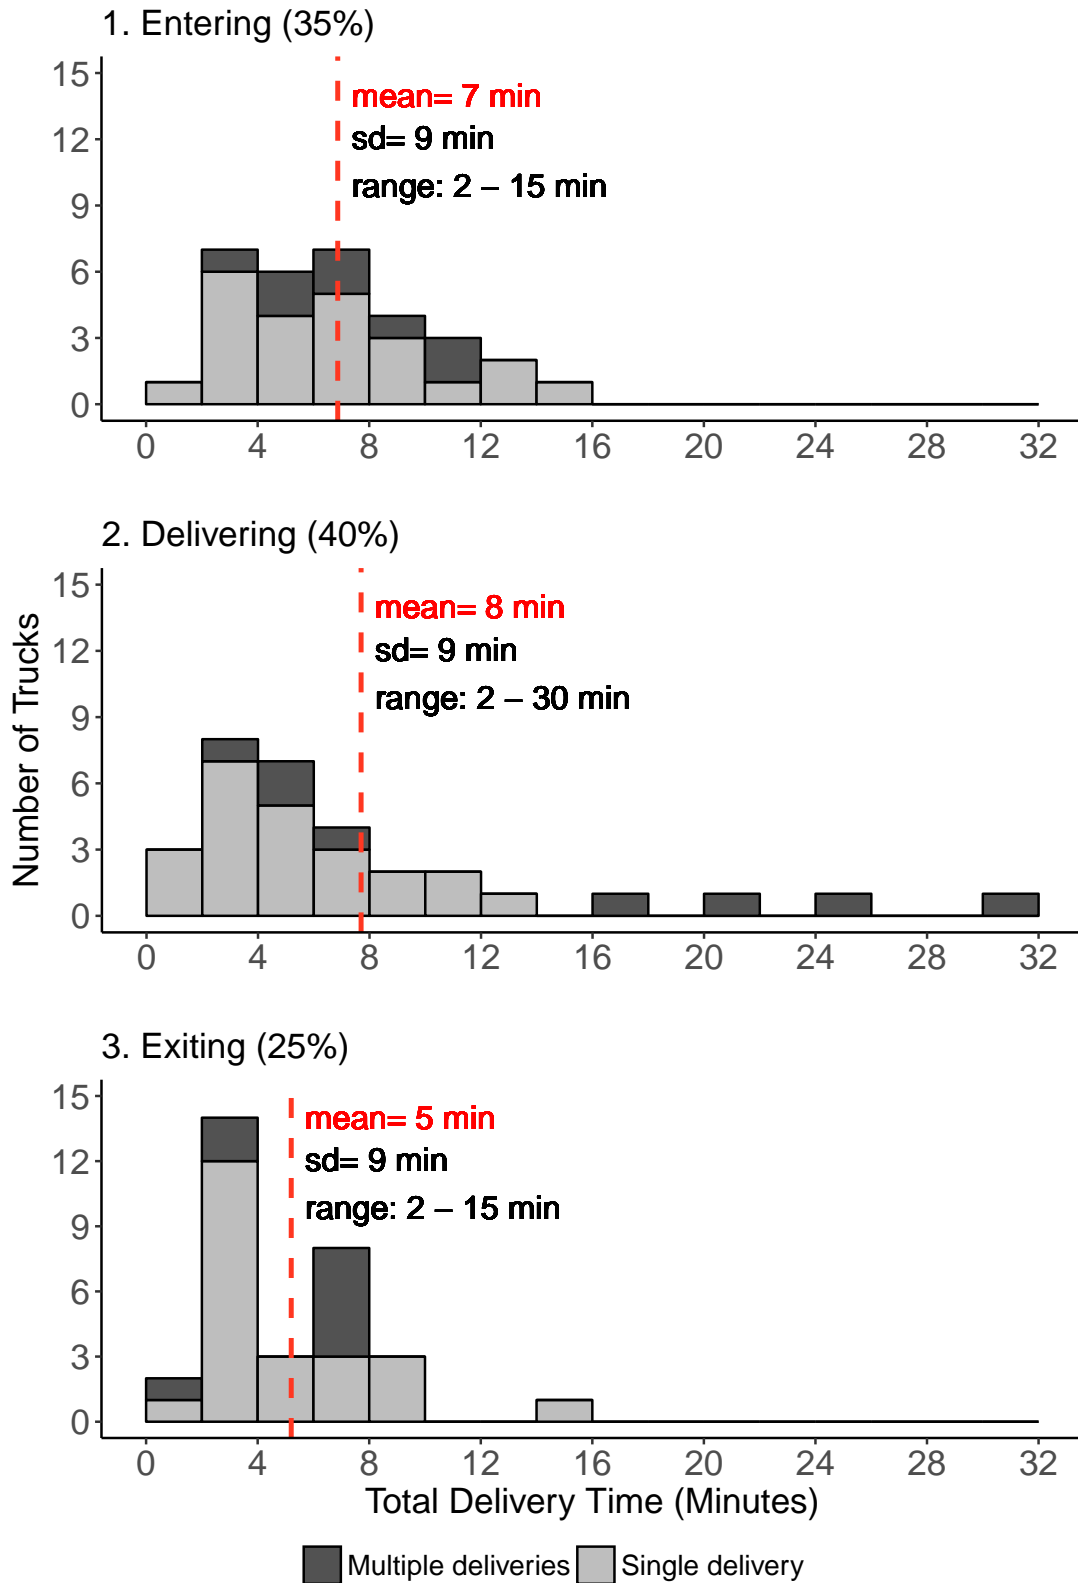 1. Entering (35%)
15
12
9
6
3
0
mean= 7 min
sd= 9 min
range: 2 – 15 min
0 4 8 12 16 20 24 28 32
2. Delivering (40%)
Number of Trucks
15
12
9
6
3
0
mean= 8 min
sd= 9 min
range: 2 – 30 min
0 4 8 12 16 20 24 28 32
3. Exiting (25%)
15
12
9
6
3
0
mean= 5 min
sd= 9 min
range: 2 – 15 min
0 4 8 12 16 20 24 28 32
Total Delivery Time (Minutes)
Multiple deliveries Single delivery